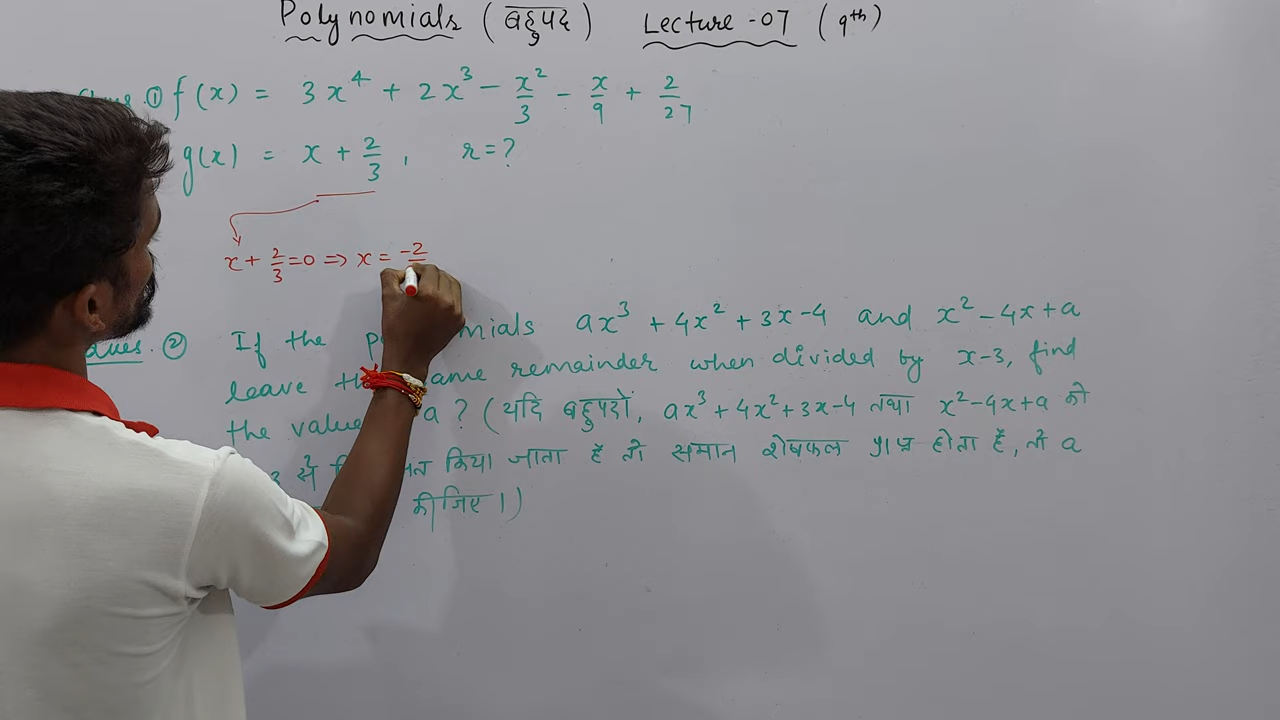 Polynomials (बहुपद) Lecture - 07 (9th)
① f(x) = 3x⁴ + 2x³ - x²/3 - x/9 + 2/27
g(x) = x + 2/3, r = ?
x + 2/3 = 0 ⇒ x = -2
Ques. ② If the mials ax³ + 4x² + 3x - 4 and x² - 4x + a
leave ame remainder when divided by x - 3, find
the value a ? (यदि बहुपदों, ax³ + 4x² + 3x - 4 तथा x² - 4x + a को
3 से किया जाता है तो समान शेषफल प्राप्त होता है, तो a
कीजिए।)